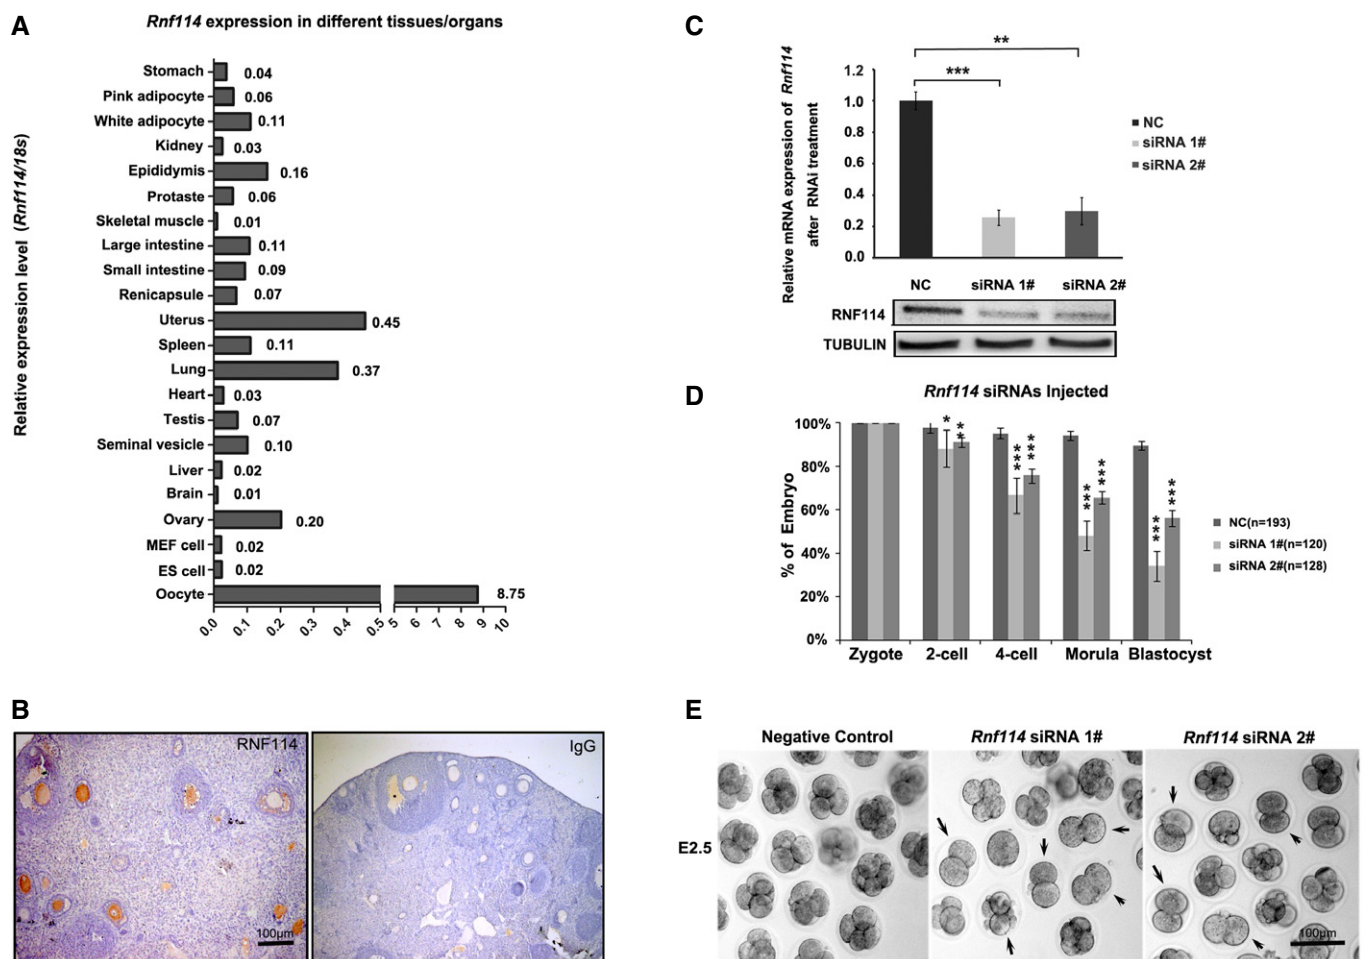 A
Rnf114 expression in different tissues/organs
Relative expression level (Rnf114/18s)
Stomach 0.04
Pink adipocyte 0.06
White adipocyte 0.11
Kidney 0.03
Epididymis 0.16
Protaste 0.06
Skeletal muscle 0.01
Large intestine 0.11
Small intestine 0.09
Renicapsule 0.07
Uterus 0.45
Spleen 0.11
Lung 0.37
Heart 0.03
Testis 0.07
Seminal vesicle 0.10
Liver 0.02
Brain 0.01
Ovary 0.20
MEF cell 0.02
ES cell 0.02
Oocyte 8.75
0.0 0.1 0.2 0.3 0.4 0.5 5 6 7 8 9 10
B
RNF114
100μm
IgG
C
Relative mRNA expression of Rnf114
after RNAi treatment
**
***
1.2
1.0
0.8
0.6
0.4
0.2
0.0
NC
siRNA 1#
siRNA 2#
NC siRNA 1# siRNA 2#
RNF114
TUBULIN
D
Rnf114 siRNAs Injected
% of Embryo
100%
80%
60%
40%
20%
0%
* **
*** ***
*** ***
*** ***
Zygote 2-cell 4-cell Morula Blastocyst
NC(n=193)
siRNA 1#(n=120)
siRNA 2#(n=128)
E
Negative Control Rnf114 siRNA 1# Rnf114 siRNA 2#
E2.5
100μm